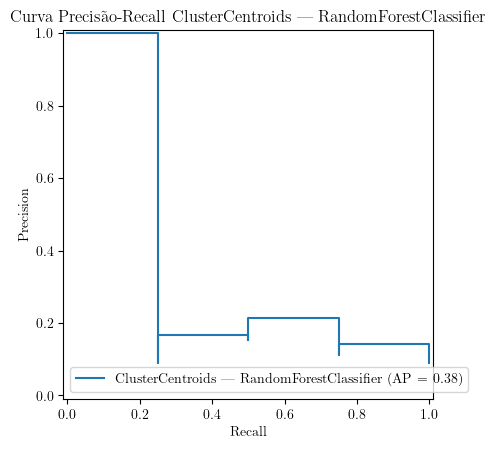 Curva Precisão-Recall ClusterCentroids — RandomForestClassifier
1.0
0.8
0.6
0.4
0.2
0.0
Precision
ClusterCentroids — RandomForestClassifier (AP = 0.38)
0.0 0.2 0.4 0.6 0.8 1.0
Recall